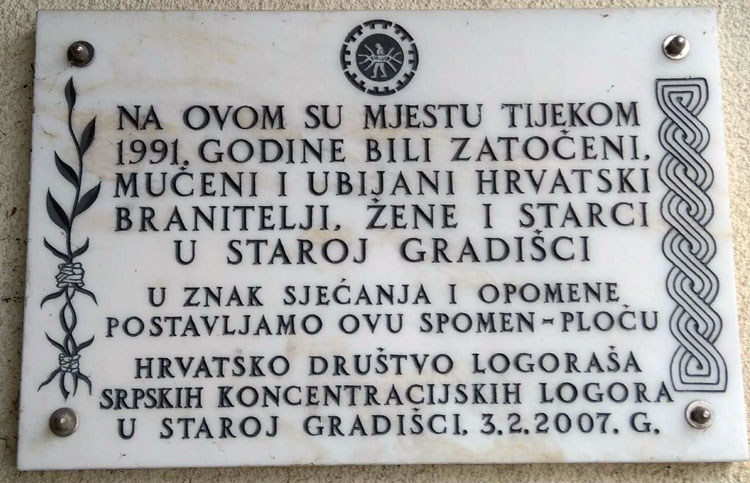 NA OVOM SU MJESTU TIJEKOM
1991. GODINE BILI ZATOČENI,
MUČENI I UBIJANI HRVATSKI
BRANITELJI, ŽENE I STARCI
U STAROJ GRADIŠCI
U ZNAK SJEĆANJA I OPOMENE
POSTAVLJAMO OVU SPOMEN-PLOČU
HRVATSKO DRUŠTVO LOGORAŠA
SRPSKIH KONCENTRACIJSKIH LOGORA
U STAROJ GRADIŠCI, 3.2.2007. G.